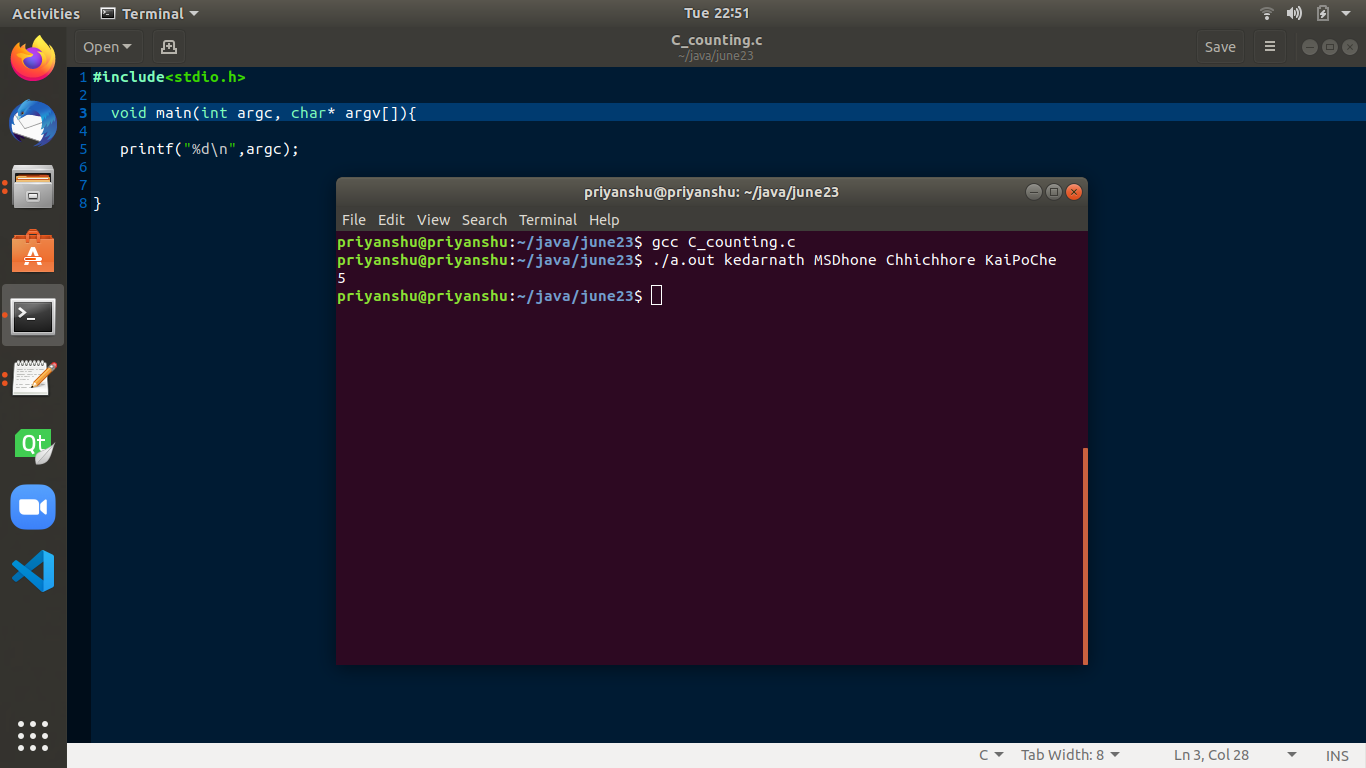 Activities Terminal Tue 22:51
Open C_counting.c Save
~/java/june23
1 #include<stdio.h>
2
3 void main(int argc, char* argv[]){
4
5 printf("%d\n",argc);
6
7
8 }
priyanshu@priyanshu: ~/java/june23
File Edit View Search Terminal Help
priyanshu@priyanshu:~/java/june23$ gcc C_counting.c
priyanshu@priyanshu:~/java/june23$ ./a.out kedarnath MSDhone Chhichhore KaiPoChe
5
priyanshu@priyanshu:~/java/june23$
A
>_
Qt
C Tab Width: 8 Ln 3, Col 28 INS